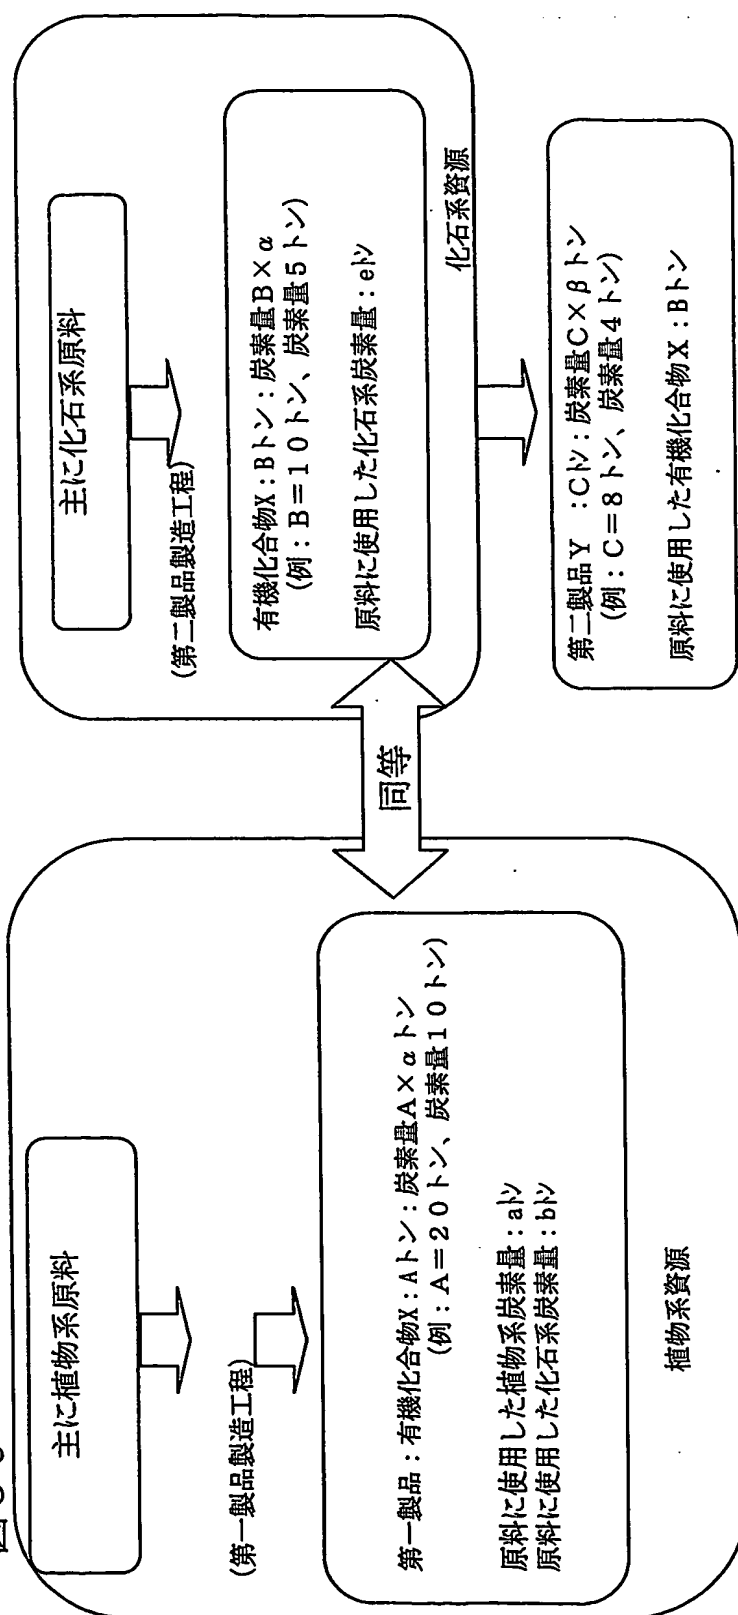 主に植物系原料
(第一製品製造工程)
第一製品：有機化合物X：Aトン：炭素量A×αトン
(例：A＝20トン、炭素量10トン)
原料に使用した植物系炭素量：aトン
原料に使用した化石系炭素量：bトン
植物系資源
同等
主に化石系原料
(第二製品製造工程)
有機化合物X：Bトン：炭素量B×α
(例：B＝10トン、炭素量5トン)
原料に使用した化石系炭素量：eトン
化石系資源
第二製品Y：Cトン：炭素量C×βトン
(例：C＝8トン、炭素量4トン)
原料に使用した有機化合物X：Bトン